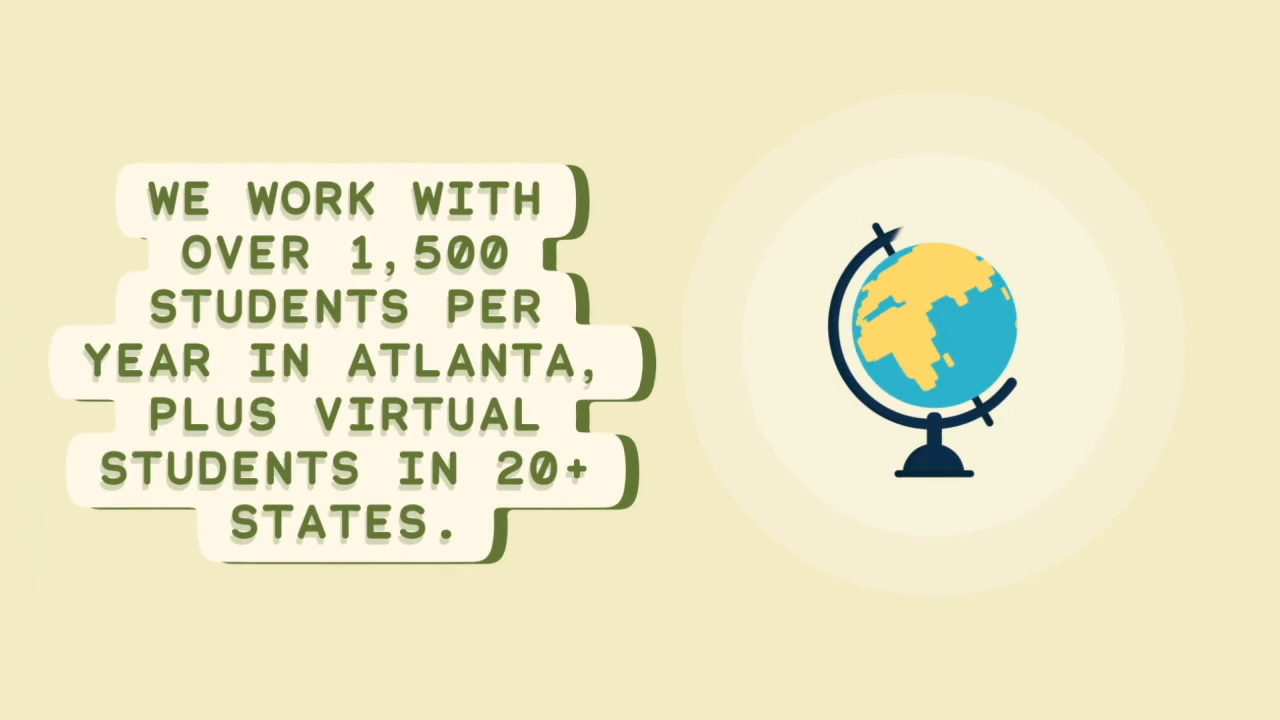 WE WORK WITH
OVER 1,500
STUDENTS PER
YEAR IN ATLANTA,
PLUS VIRTUAL
STUDENTS IN 20+
STATES.